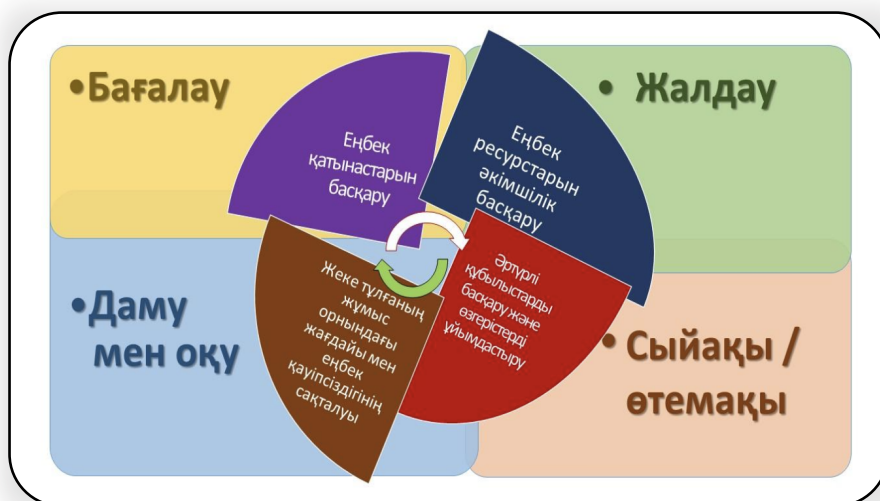 •Бағалау
• Жалдау
Еңбек
қатынастарын
басқару
Еңбек
ресурстарын
әкімшілік
басқару
Жеке тұлғаның
жұмыс
орнындағы
жағдайы мен
еңбек
қауіпсіздігінің
сақталуы
Әртүрлі
құбылыстарды
басқару және
өзгерістерді
ұйымдастыру
•Даму
мен оқу
• Сыйақы /
өтемақы